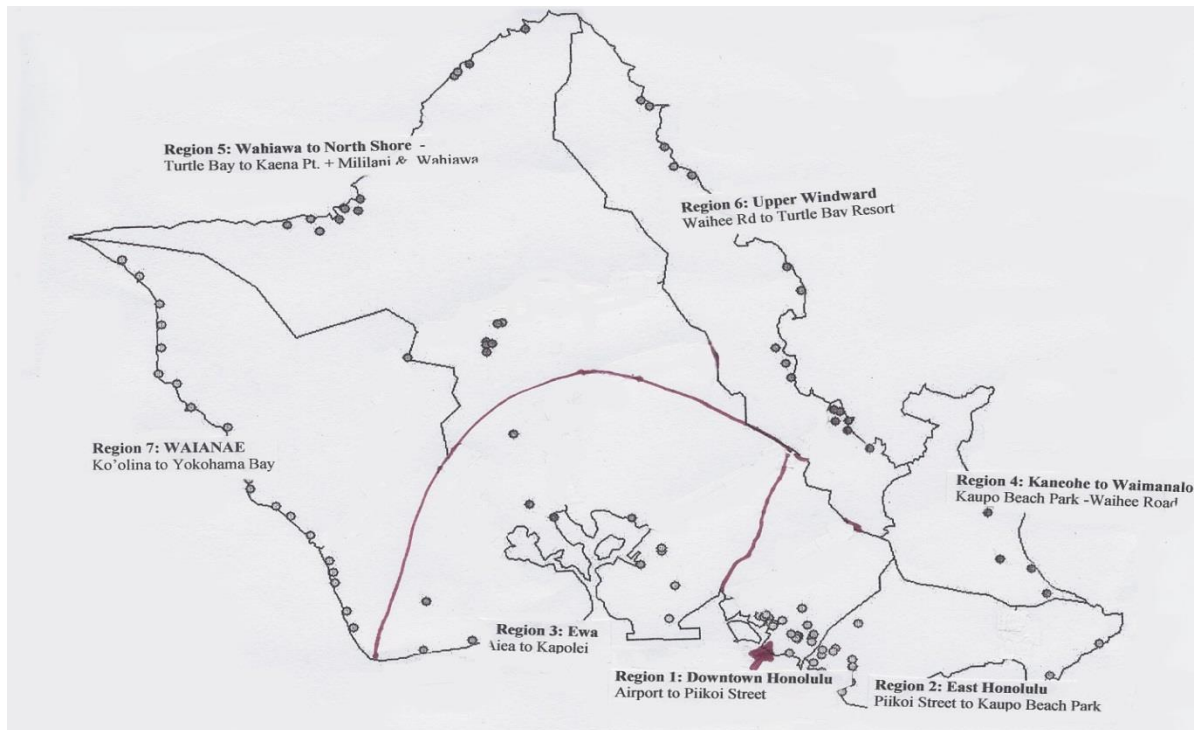 Region 5: Wahiawa to North Shore -
Turtle Bay to Kaena Pt. + Mililani & Wahiawa
Region 6: Upper Windward
Waihee Rd to Turtle Bay Resort
Region 7: WAIANAE
Ko'olina to Yokohama Bay
Region 4: Kaneohe to Waimanalo
Kaupo Beach Park -Waihee Road
Region 3: Ewa
Aiea to Kapolei
Region 1: Downtown Honolulu
Airport to Piikoi Street
Region 2: East Honolulu
Piikoi Street to Kaupo Beach Park